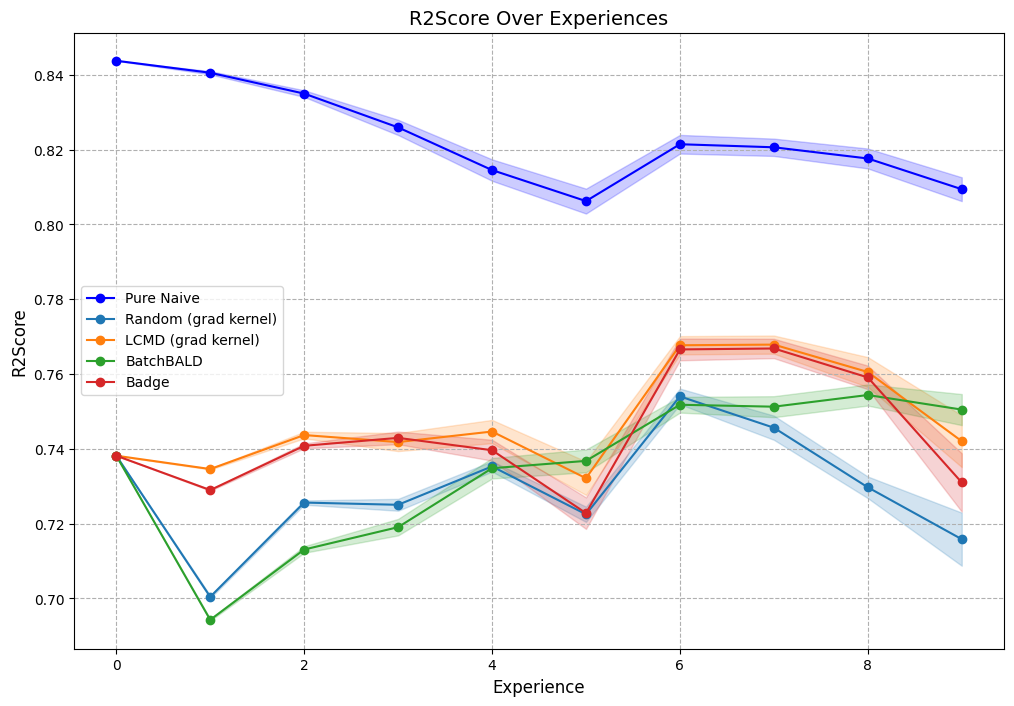 R2Score Over Experiences
R2Score
0.84
0.82
0.80
0.78
0.76
0.74
0.72
0.70
Pure Naive
Random (grad kernel)
LCMD (grad kernel)
BatchBALD
Badge
0 2 4 6 8
Experience